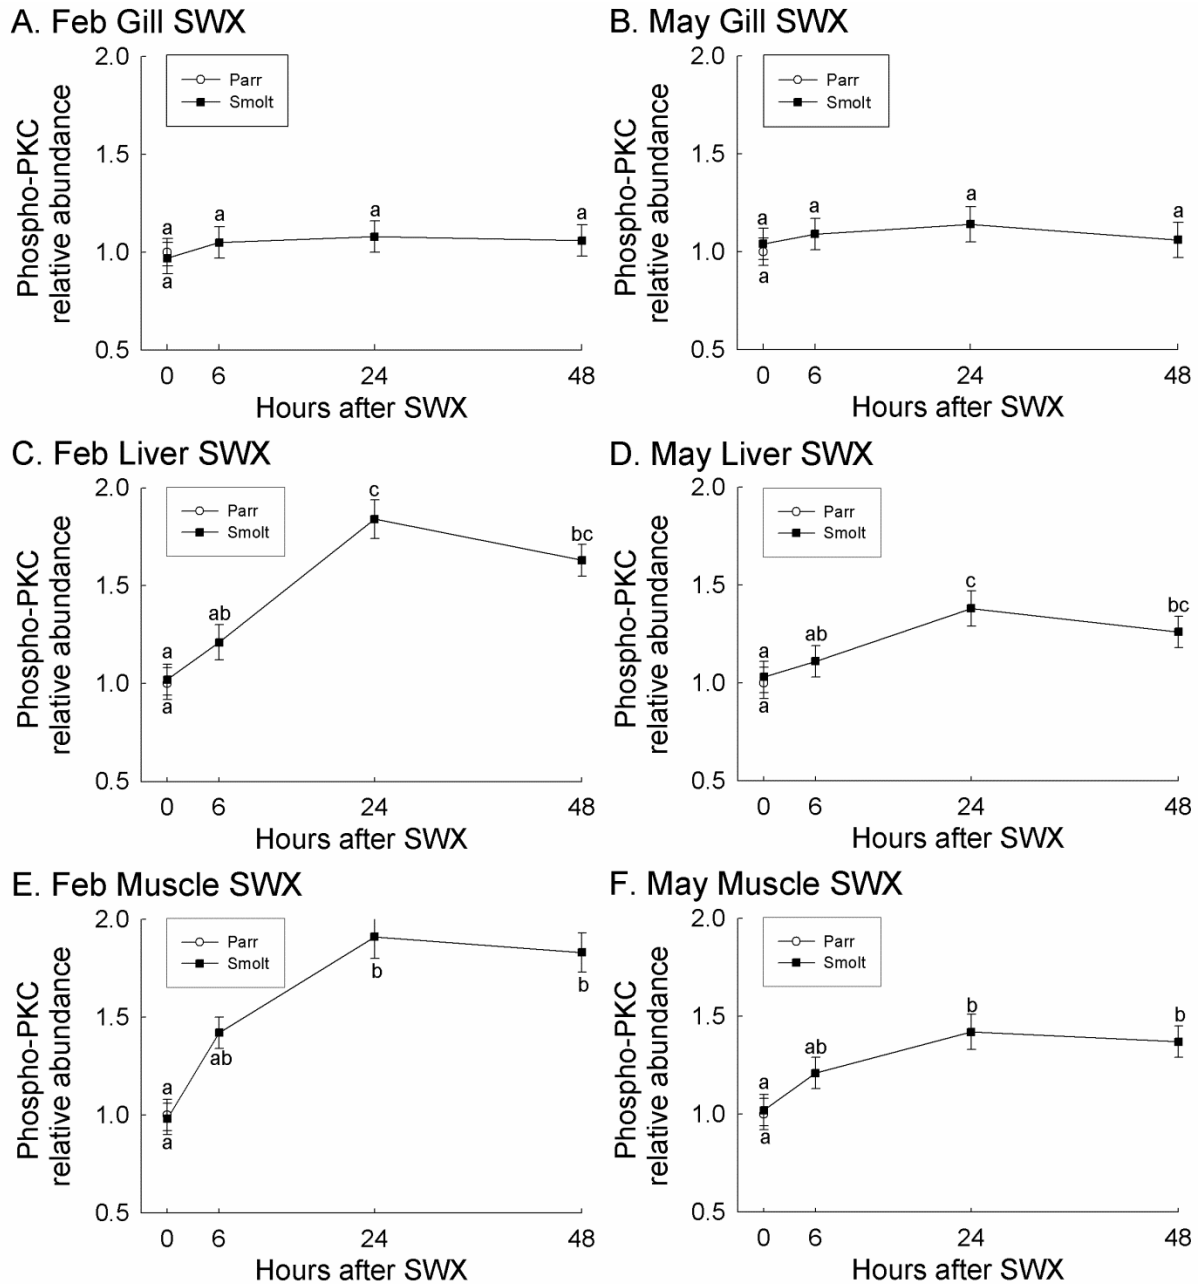 A. Feb Gill SWX
Phospho-PKC
relative abundance
2.0
1.5
1.0
0.5
Parr
Smolt
a
a
a
a
a
0
6
24
48
Hours after SWX
B. May Gill SWX
Phospho-PKC
relative abundance
2.0
1.5
1.0
0.5
Parr
Smolt
a
a
a
a
a
0
6
24
48
Hours after SWX
C. Feb Liver SWX
Phospho-PKC
relative abundance
2.0
1.5
1.0
0.5
Parr
Smolt
a
a
ab
c
bc
0
6
24
48
Hours after SWX
D. May Liver SWX
Phospho-PKC
relative abundance
2.0
1.5
1.0
0.5
Parr
Smolt
a
a
ab
c
bc
0
6
24
48
Hours after SWX
E. Feb Muscle SWX
Phospho-PKC
relative abundance
2.0
1.5
1.0
0.5
Parr
Smolt
a
a
ab
b
b
0
6
24
48
Hours after SWX
F. May Muscle SWX
Phospho-PKC
relative abundance
2.0
1.5
1.0
0.5
Parr
Smolt
a
a
ab
b
b
0
6
24
48
Hours after SWX